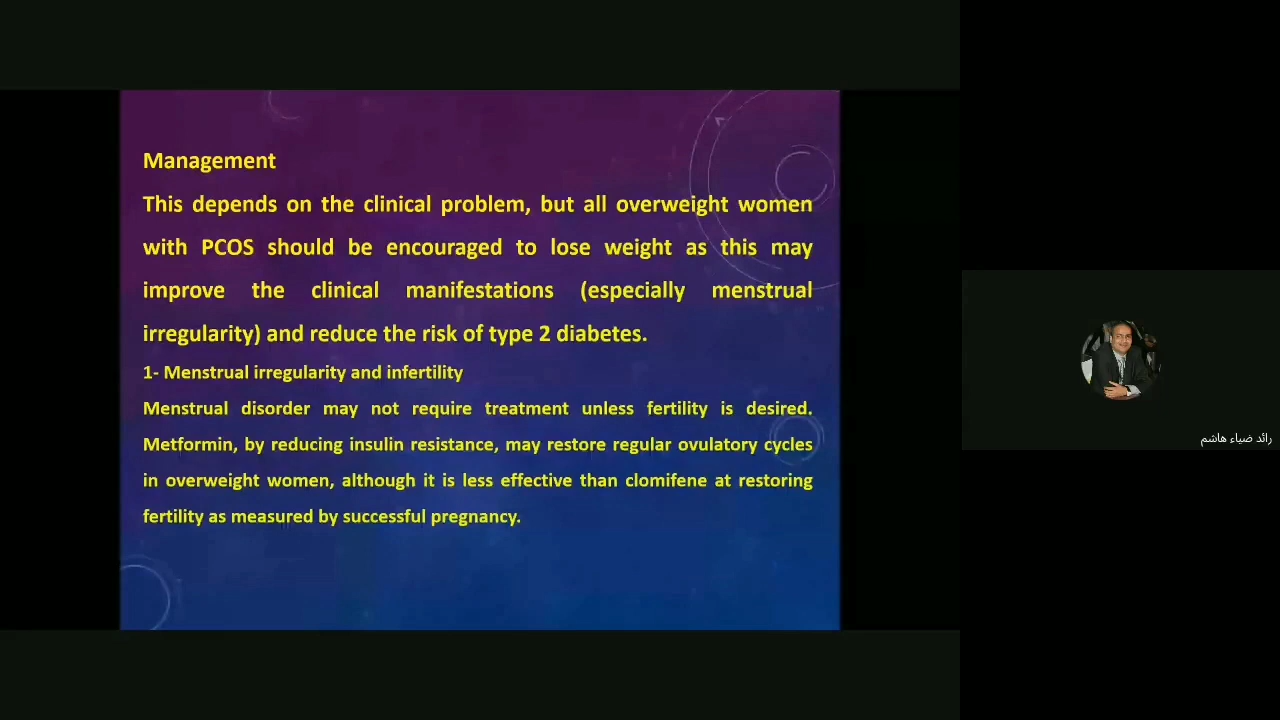 Management
This depends on the clinical problem, but all overweight women
with PCOS should be encouraged to lose weight as this may
improve the clinical manifestations (especially menstrual
irregularity) and reduce the risk of type 2 diabetes.
1- Menstrual irregularity and infertility
Menstrual disorder may not require treatment unless fertility is desired.
Metformin, by reducing insulin resistance, may restore regular ovulatory cycles
in overweight women, although it is less effective than clomifene at restoring
fertility as measured by successful pregnancy.
رائد ضياء هاشم